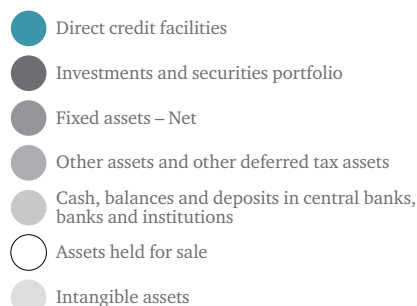 Direct credit facilities
Investments and securities portfolio
Fixed assets – Net
Other assets and other deferred tax assets
Cash, balances and deposits in central banks,
banks and institutions
Assets held for sale
Intangible assets